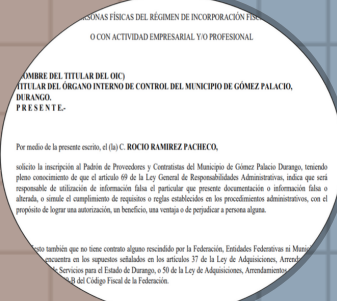 PERSONAS FÍSICAS DEL RÉGIMEN DE INCORPORACIÓN
O CON ACTIVIDAD EMPRESARIAL Y/O PROFESIONAL
NOMBRE DEL TITULAR DEL OIC)
TITULAR DEL ÓRGANO INTERNO DE CONTROL DEL MUNICIPIO DE GÓMEZ PALACIO,
DURANGO.
P R E S E N T E.-
Por medio de la presente escrito, el (la) C. ROCIO RAMIREZ PACHECO,
solicito la inscripción al Padrón de Proveedores y Contratistas del Municipio de Gómez Palacio Durango, teniendo
pleno conocimiento de que el artículo 69 de la Ley General de Responsabilidades Administrativas, indica que será
responsable de utilización de información falsa el particular que presente documentación o información falsa o
alterada, o simule el cumplimiento de requisitos o reglas establecidos en los procedimientos administrativos, con el
propósito de lograr una autorización, un beneficio, una ventaja o de perjudicar a persona alguna.
también que no tiene contrato alguno rescindido por la Federación, Entidades Federativas ni
encuentra en los supuestos señalados en los artículos 37 de la Ley de Adquisiciones,
Servicios para el Estado de Durango, o 50 de la Ley de Adquisiciones, Arrendamientos
del Código Fiscal de la Federación.